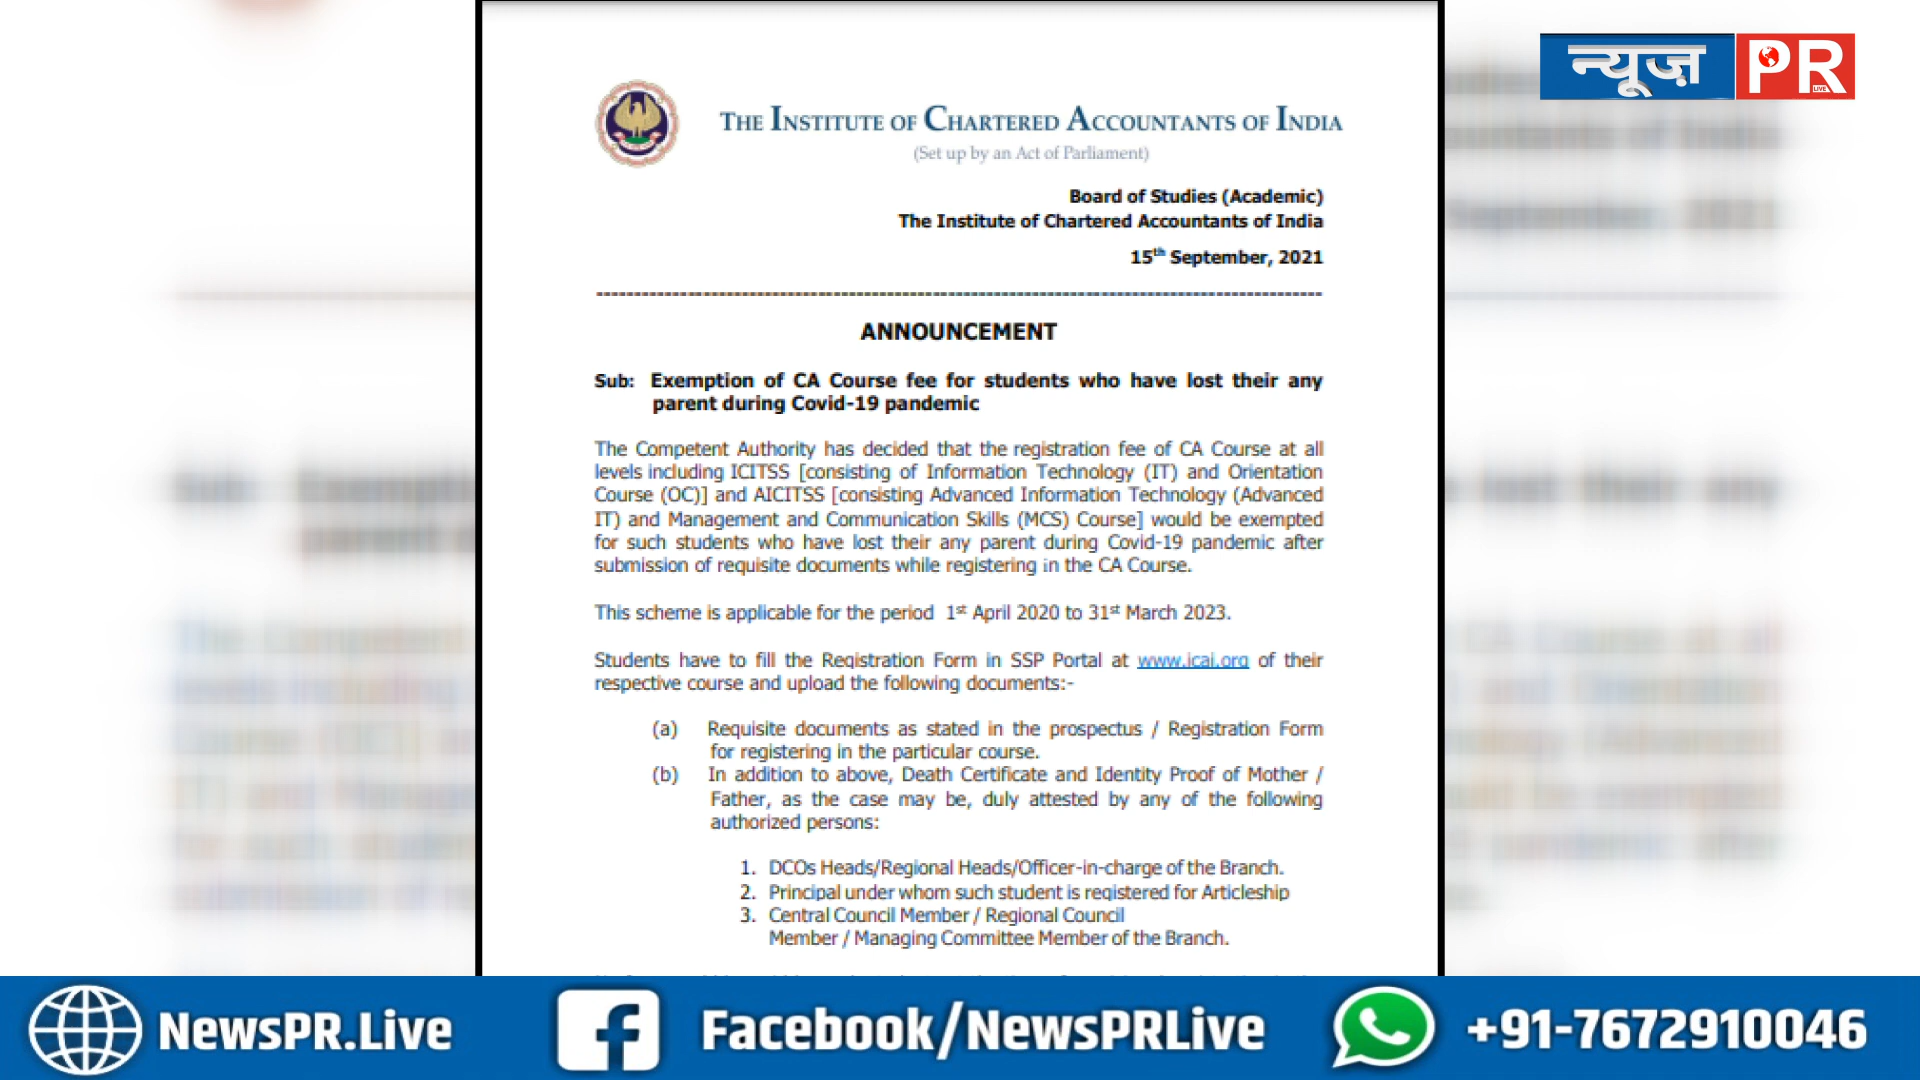 न्यूज़ PR
LIVE
THE INSTITUTE OF CHARTERED ACCOUNTANTS OF INDIA
(Set up by an Act of Parliament)
Board of Studies (Academic)
The Institute of Chartered Accountants of India
15th September, 2021
ANNOUNCEMENT
Sub: Exemption of CA Course fee for students who have lost their any
parent during Covid-19 pandemic
The Competent Authority has decided that the registration fee of CA Course at all
levels including ICITSS [consisting of Information Technology (IT) and Orientation
Course (OC)] and AICITSS [consisting Advanced Information Technology (Advanced
IT) and Management and Communication Skills (MCS) Course] would be exempted
for such students who have lost their any parent during Covid-19 pandemic after
submission of requisite documents while registering in the CA Course.
This scheme is applicable for the period 1st April 2020 to 31st March 2023.
Students have to fill the Registration Form in SSP Portal at www.icai.org of their
respective course and upload the following documents:-
(a) Requisite documents as stated in the prospectus / Registration Form
for registering in the particular course.
(b) In addition to above, Death Certificate and Identity Proof of Mother /
Father, as the case may be, duly attested by any of the following
authorized persons:
1. DCOs Heads/Regional Heads/Officer-in-charge of the Branch.
2. Principal under whom such student is registered for Articleship
3. Central Council Member / Regional Council
Member / Managing Committee Member of the Branch.
NewsPR.Live
Facebook/NewsPRLive
+91-7672910046